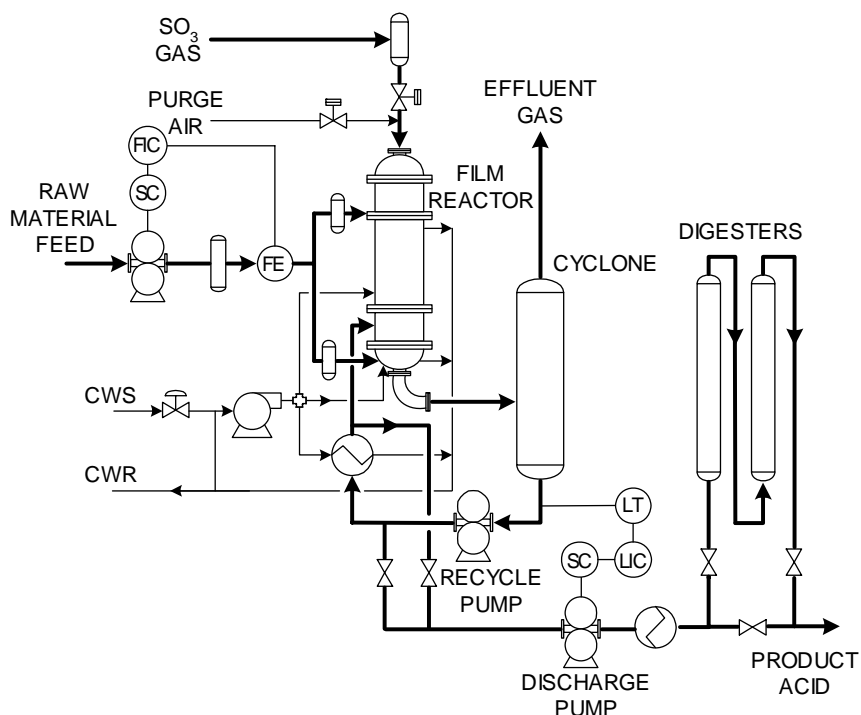 SO3
GAS
PURGE
AIR
EFFLUENT
GAS
FIC
FILM
REACTOR
SC
RAW
MATERIAL
FEED
FE
DIGESTERS
CYCLONE
CWS
CWR
LT
SC
LIC
RECYCLE
PUMP
DISCHARGE
PUMP
PRODUCT
ACID